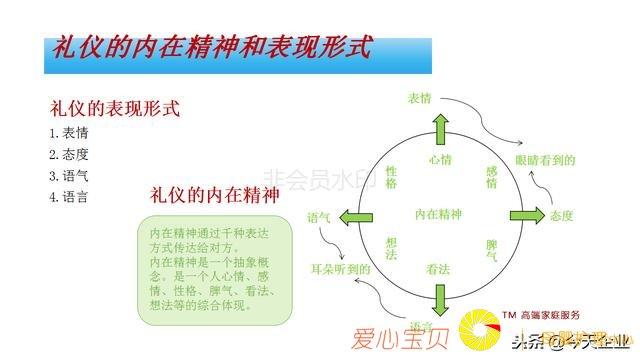 礼仪的内在精神和表现形式
礼仪的表现形式
1.表情
2.态度
3.语气
4.语言
礼仪的内在精神
内在精神通过千种表达
方式传达给对方。
内在精神是一个抽象概
念。是一个人心情、感
情、性格、脾气、看法、
想法等的综合体现。
非会员水印
表情
心情
性格
感情
眼睛看到的
语气
内在精神
态度
想法
脾气
耳朵听到的
看法
语言
爱心宝贝
TM 高端家庭服务
头条@今天企业